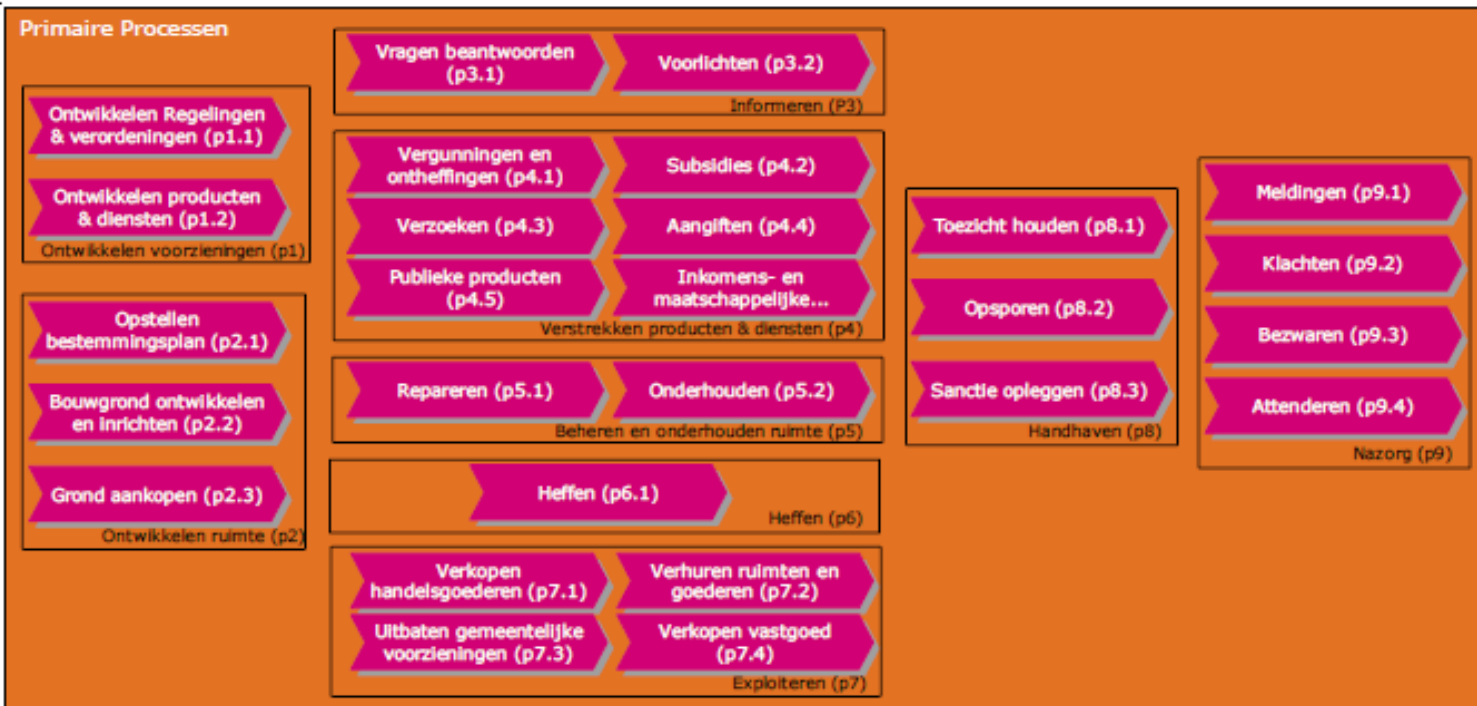 Primaire Processen
Ontwikkelen Regelingen
& verordeningen (p1.1)
Ontwikkelen producten
& diensten (p1.2)
Ontwikkelen voorzieningen (p1)
Opstellen
bestemmingsplan (p2.1)
Bouwgrond ontwikkelen
en inrichten (p2.2)
Grond aankopen (p2.3)
Ontwikkelen ruimte (p2)
Vragen beantwoorden
(p3.1)
Voorlichten (p3.2)
Informeren (P3)
Vergunningen en
ontheffingen (p4.1)
Subsidies (p4.2)
Verzoeken (p4.3)
Aangiften (p4.4)
Publieke producten
(p4.5)
Inkomens- en
maatschappelijke...
Verstrekken producten & diensten (p4)
Repareren (p5.1)
Onderhouden (p5.2)
Beheren en onderhouden ruimte (p5)
Heffen (p6.1)
Heffen (p6)
Verkopen
handelsgoederen (p7.1)
Verhuren ruimten en
goederen (p7.2)
Uitbaten gemeentelijke
voorzieningen (p7.3)
Verkopen vastgoed
(p7.4)
Exploiteren (p7)
Toezicht houden (p8.1)
Opsporen (p8.2)
Sanctie opleggen (p8.3)
Handhaven (p8)
Meldingen (p9.1)
Klachten (p9.2)
Bezwaren (p9.3)
Attenderen (p9.4)
Nazorg (p9)